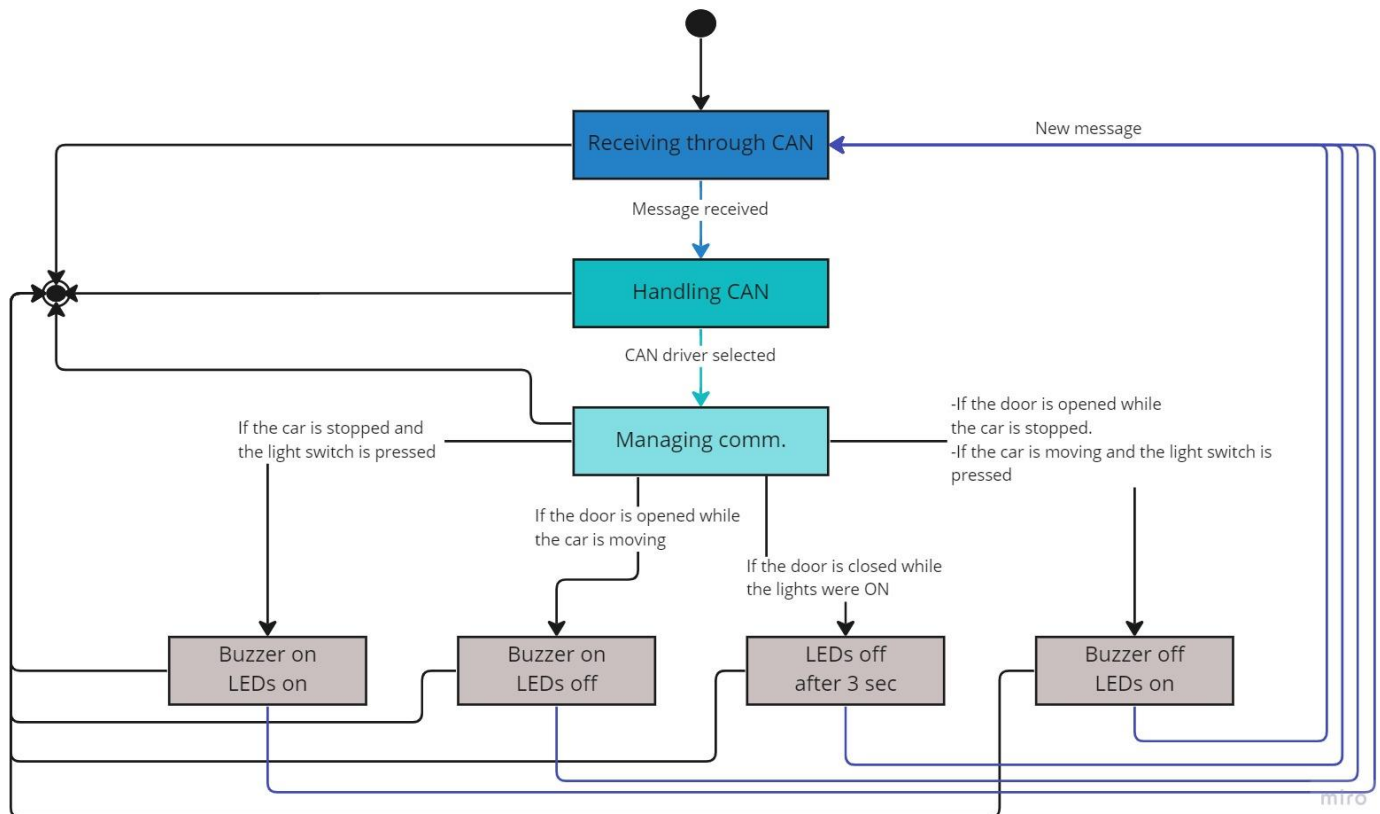 New message
Receiving through CAN
Message received
Handling CAN
CAN driver selected
-If the door is opened while
the car is stopped.
-If the car is moving and the light switch is
pressed
If the car is stopped and
the light switch is pressed
Managing comm.
If the door is opened while
the car is moving
If the door is closed while
the lights were ON
Buzzer on
LEDs on
Buzzer on
LEDs off
LEDs off
after 3 sec
Buzzer off
LEDs on
miro